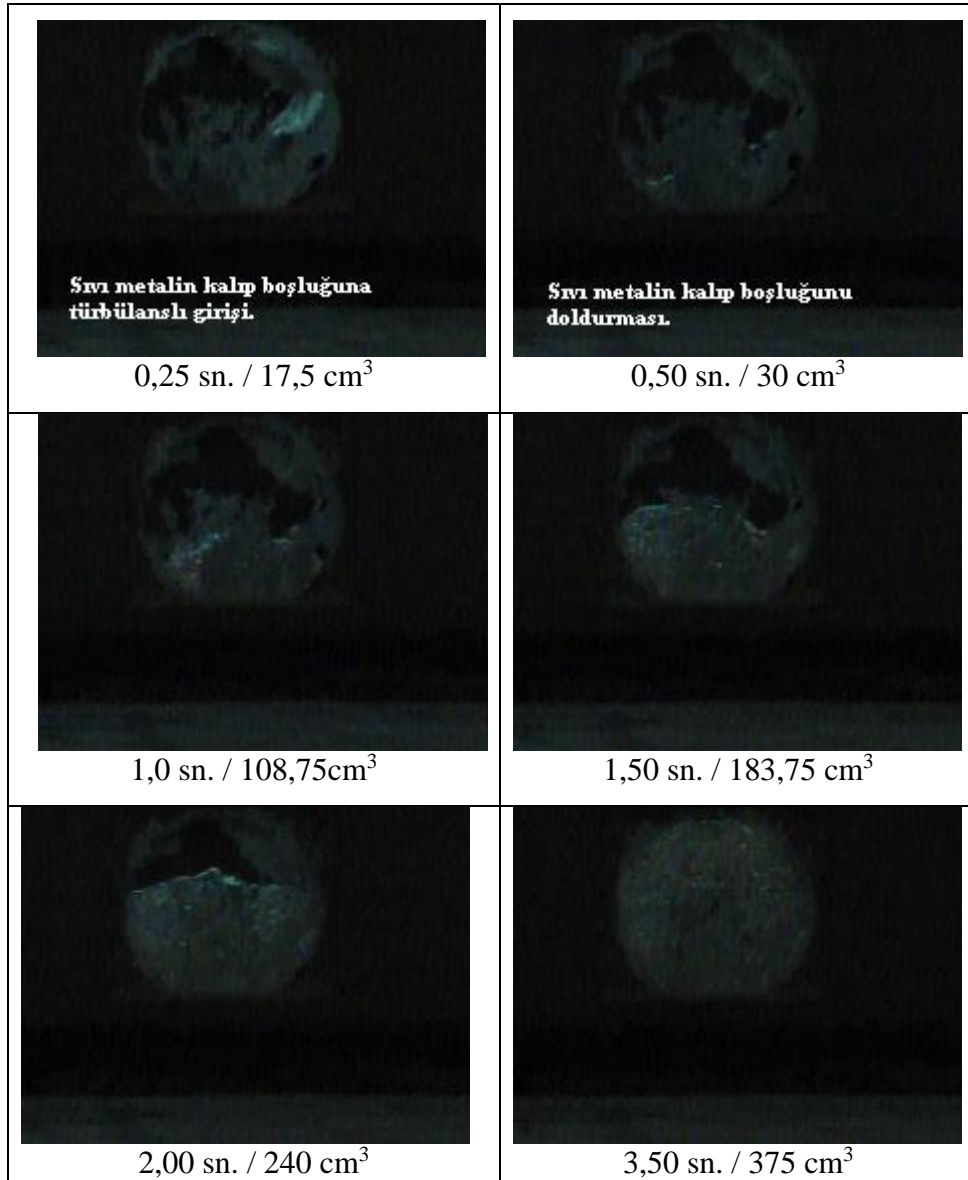 Sıvı metalin kalıp boşluğuna
türbülanslı girişi.
Sıvı metalin kalıp boşluğunu
doldurması.
0,25 sn. / 17,5 cm³
0,50 sn. / 30 cm³
1,0 sn. / 108,75cm³
1,50 sn. / 183,75 cm³
2,00 sn. / 240 cm³
3,50 sn. / 375 cm³